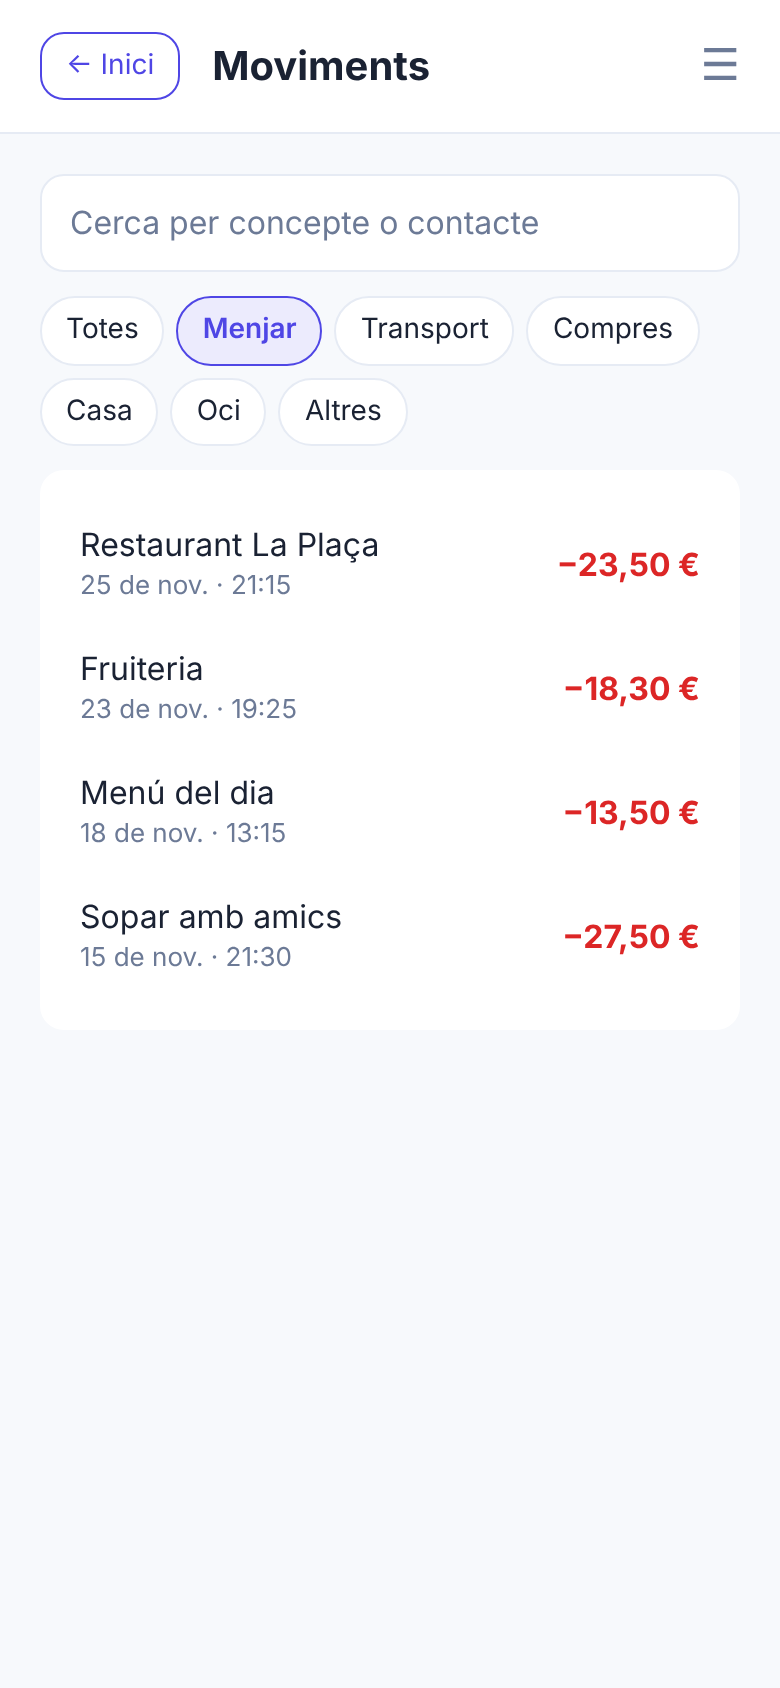 ← Inici
Moviments
☰
Cerca per concepte o contacte
Totes
Menjar
Transport
Compres
Casa
Oci
Altres
Restaurant La Plaça
25 de nov. · 21:15
−23,50 €
Fruiteria
23 de nov. · 19:25
−18,30 €
Menú del dia
18 de nov. · 13:15
−13,50 €
Sopar amb amics
15 de nov. · 21:30
−27,50 €